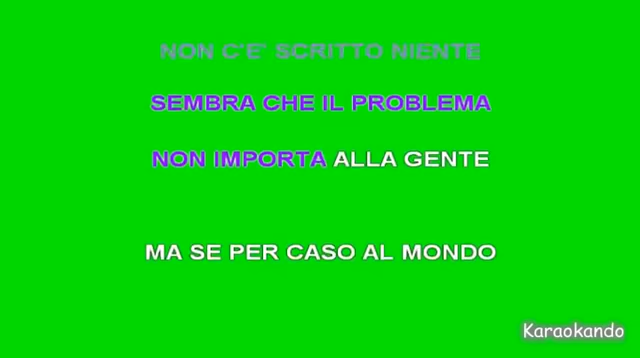 NON C'E' SCRITTO NIENTE
SEMBRA CHE IL PROBLEMA
NON IMPORTA ALLA GENTE
MA SE PER CASO AL MONDO
Karaokando